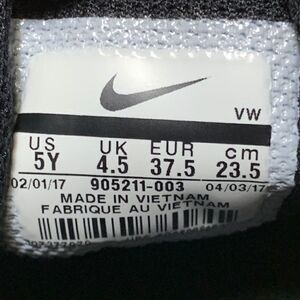 VW
US UK EUR cm
5Y 4.5 37.5 23.5
02/01/17 905211-003 04/03/17
MADE IN VIETNAM
FABRIQUE AU VIETNAM